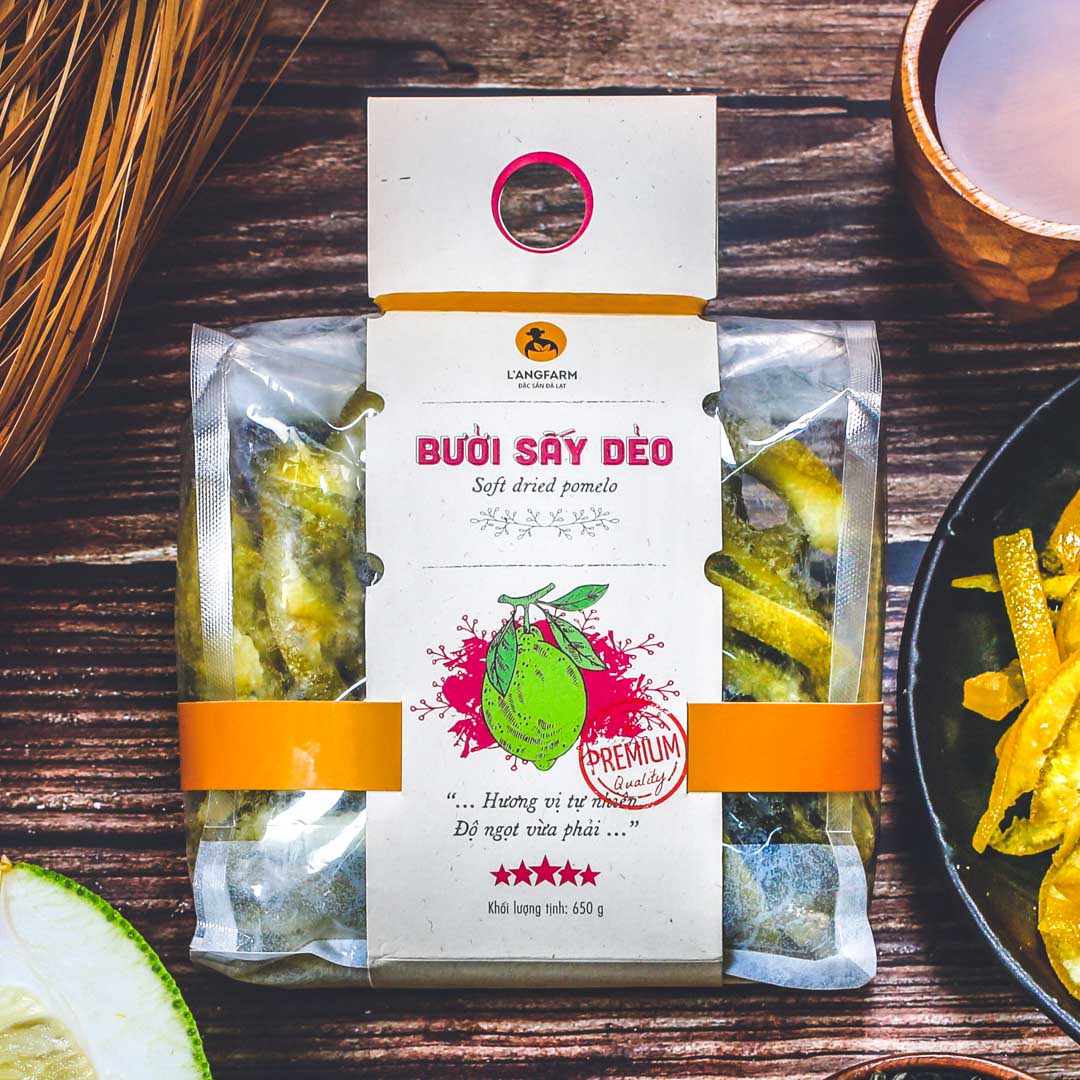 L'ANGFARM
ĐẶC SẢN ĐÀ LẠT
BƯỞI SẤY DẺO
Soft dried pomelo
PREMIUM
Quality
“... Hương vị tự nhiên
Độ ngọt vừa phải ...”
Khối lượng tịnh: 650 g